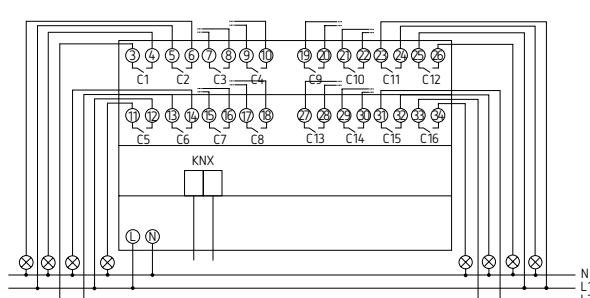 3 4 5 6 7 8 9 10 19 20 21 22 23 24 25 26
C1 C2 C3 C4 C9 C10 C11 C12
11 12 13 14 15 16 17 18 27 28 29 30 31 32 33 34
C5 C6 C7 C8 C13 C14 C15 C16
KNX
L N
N